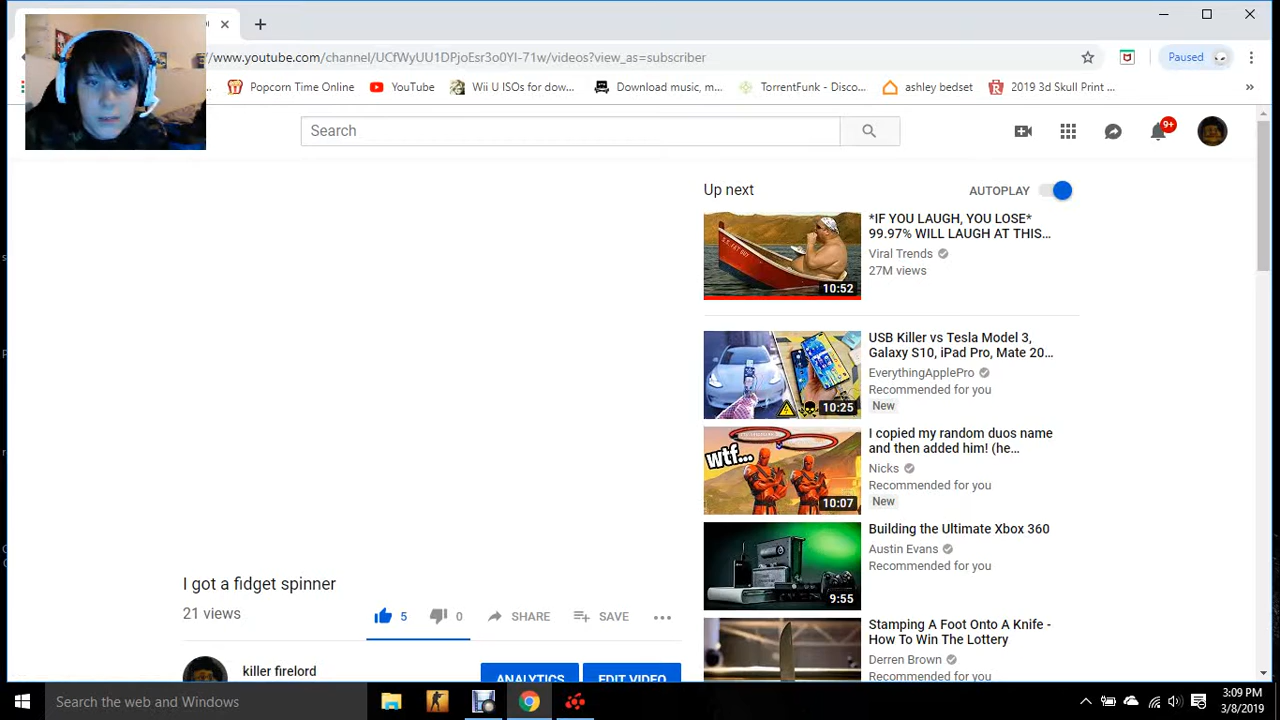 //www.youtube.com/channel/UCfWyUU1DPjoEsr3o0YI-71w/videos?view_as=subscriber
Paused
Popcorn Time Online
YouTube
Wii U ISOs for dow...
Download music, m...
TorrentFunk - Disco...
ashley bedset
2019 3d Skull Print ...
»
Search
9+
Up next
AUTOPLAY
*IF YOU LAUGH, YOU LOSE*
99.97% WILL LAUGH AT THIS...
Viral Trends
27M views
10:52
USB Killer vs Tesla Model 3,
Galaxy S10, iPad Pro, Mate 20...
EverythingApplePro
Recommended for you
New
10:25
I copied my random duos name
and then added him! (he...
Nicks
Recommended for you
New
wtf...
10:07
Building the Ultimate Xbox 360
Austin Evans
Recommended for you
9:55
Stamping A Foot Onto A Knife -
How To Win The Lottery
Derren Brown
Recommended for you
I got a fidget spinner
21 views
5
0
SHARE
SAVE
killer firelord
ANALYTICS
EDIT VIDEO
Search the web and Windows
3:09 PM
3/8/2019